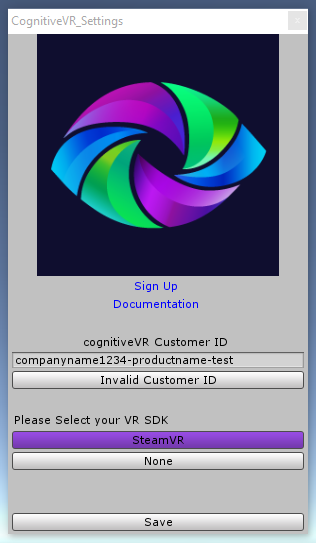 CognitiveVR_Settings
x
Sign Up
Documentation
cognitiveVR Customer ID
companyname1234-productname-test
Invalid Customer ID
Please Select your VR SDK
SteamVR
None
Save